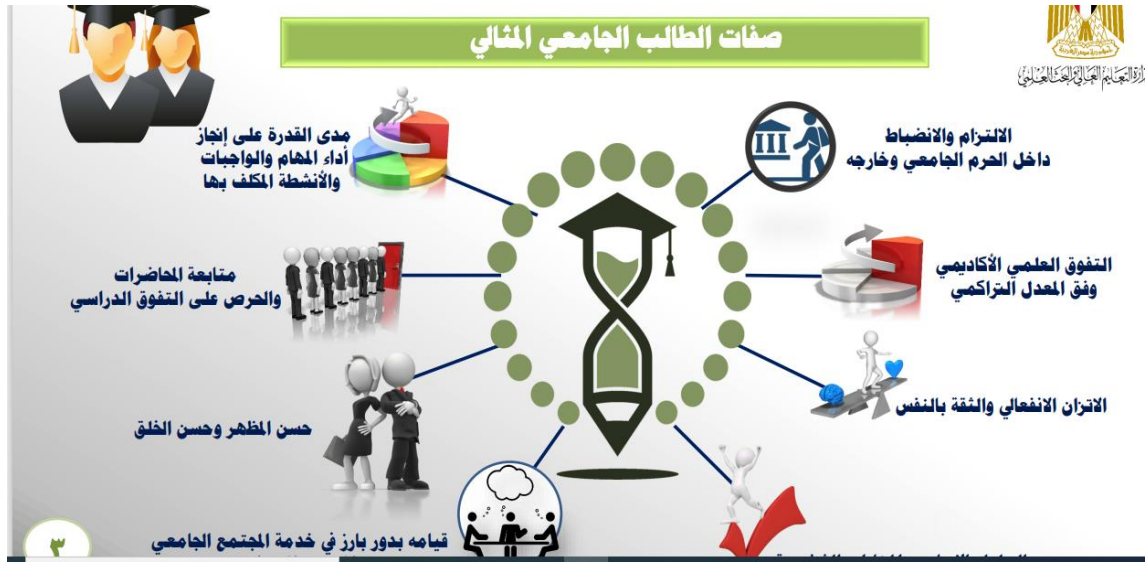 صفات الطالب الجامعي المثالي
وزارة التعليم العالي والبحث العلمي
الالتزام والانضباط
داخل الحرم الجامعي وخارجه
مدى القدرة على إنجاز
أداء المهام والواجبات
والأنشطة المكلف بها
التفوق العلمي الأكاديمي
وفق المعدل التراكمي
متابعة المحاضرات
والحرص على التفوق الدراسي
الاتزان الانفعالي والثقة بالنفس
حسن المظهر وحسن الخلق
قيامه بدور بارز في خدمة المجتمع الجامعي
٣